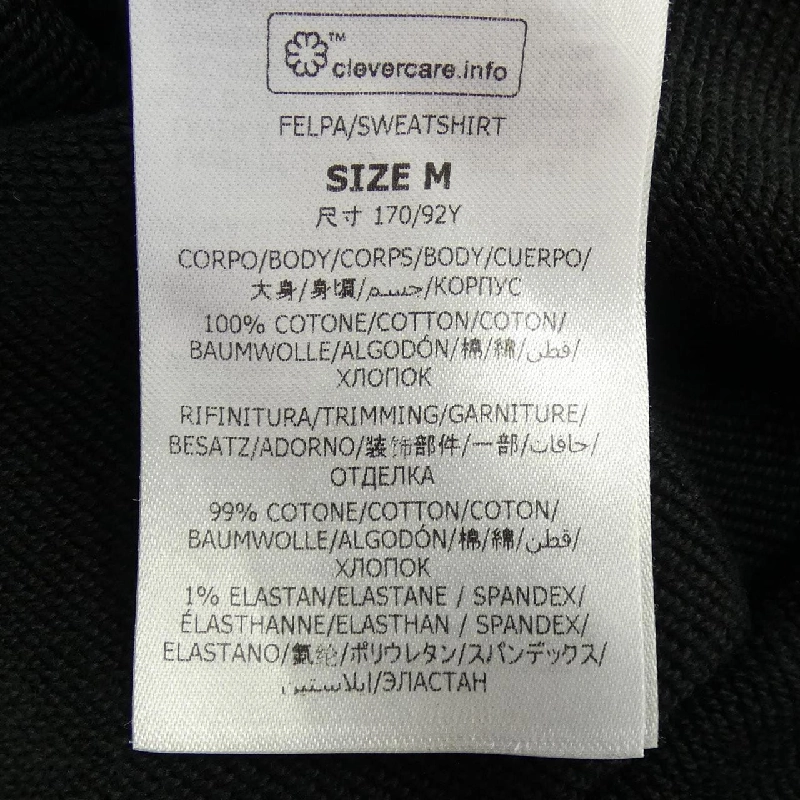 ™
clevercare.info
FELPA/SWEATSHIRT
SIZE M
尺寸 170/92Y
CORPO/BODY/CORPS/BODY/CUERPO/
大身/身頃/جسم/КОРПУС
100% COTONE/COTTON/COTON/
BAUMWOLLE/ALGODÓN/棉/綿/قطن/
ХЛОПОК
RIFINITURA/TRIMMING/GARNITURE/
BESATZ/ADORNO/装饰部件/一部/حافات/
ОТДЕЛКА
99% COTONE/COTTON/COTON/
BAUMWOLLE/ALGODÓN/棉/綿/قطن/
ХЛОПОК
1% ELASTAN/ELASTANE / SPANDEX/
ÉLASTHANNE/ELASTHAN / SPANDEX/
ELASTANO/氨纶/ポリウレタン/スパンデックス/
إيلاستين/ЭЛАСТАН